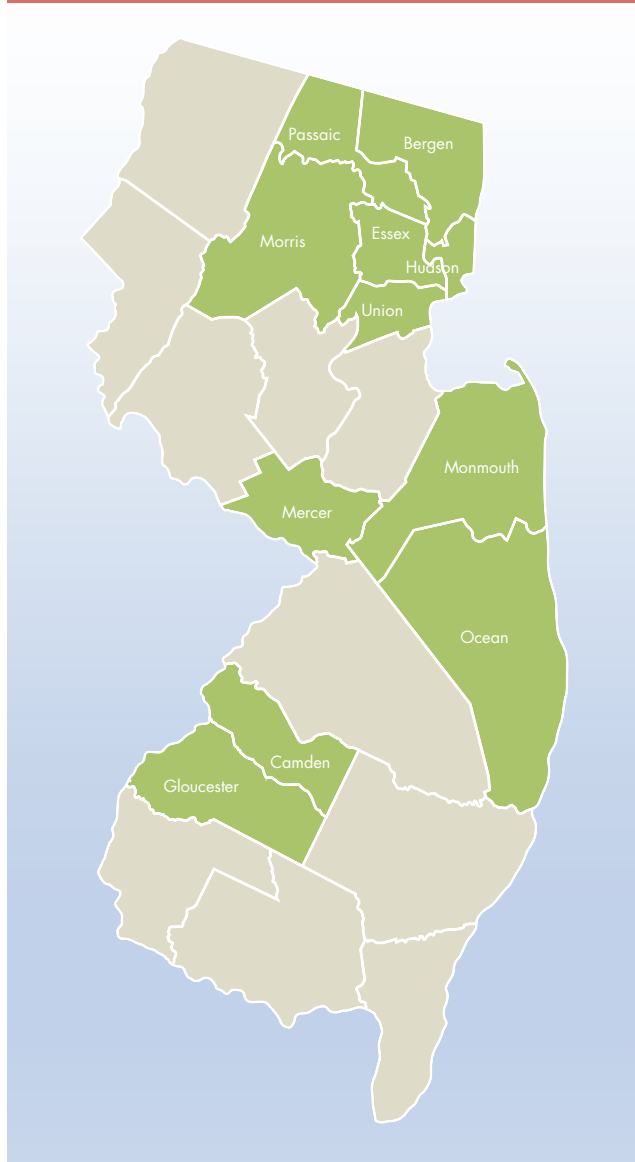 Passaic
Bergen
Essex
Morris
Hudson
Union
Monmouth
Mercer
Ocean
Camden
Gloucester